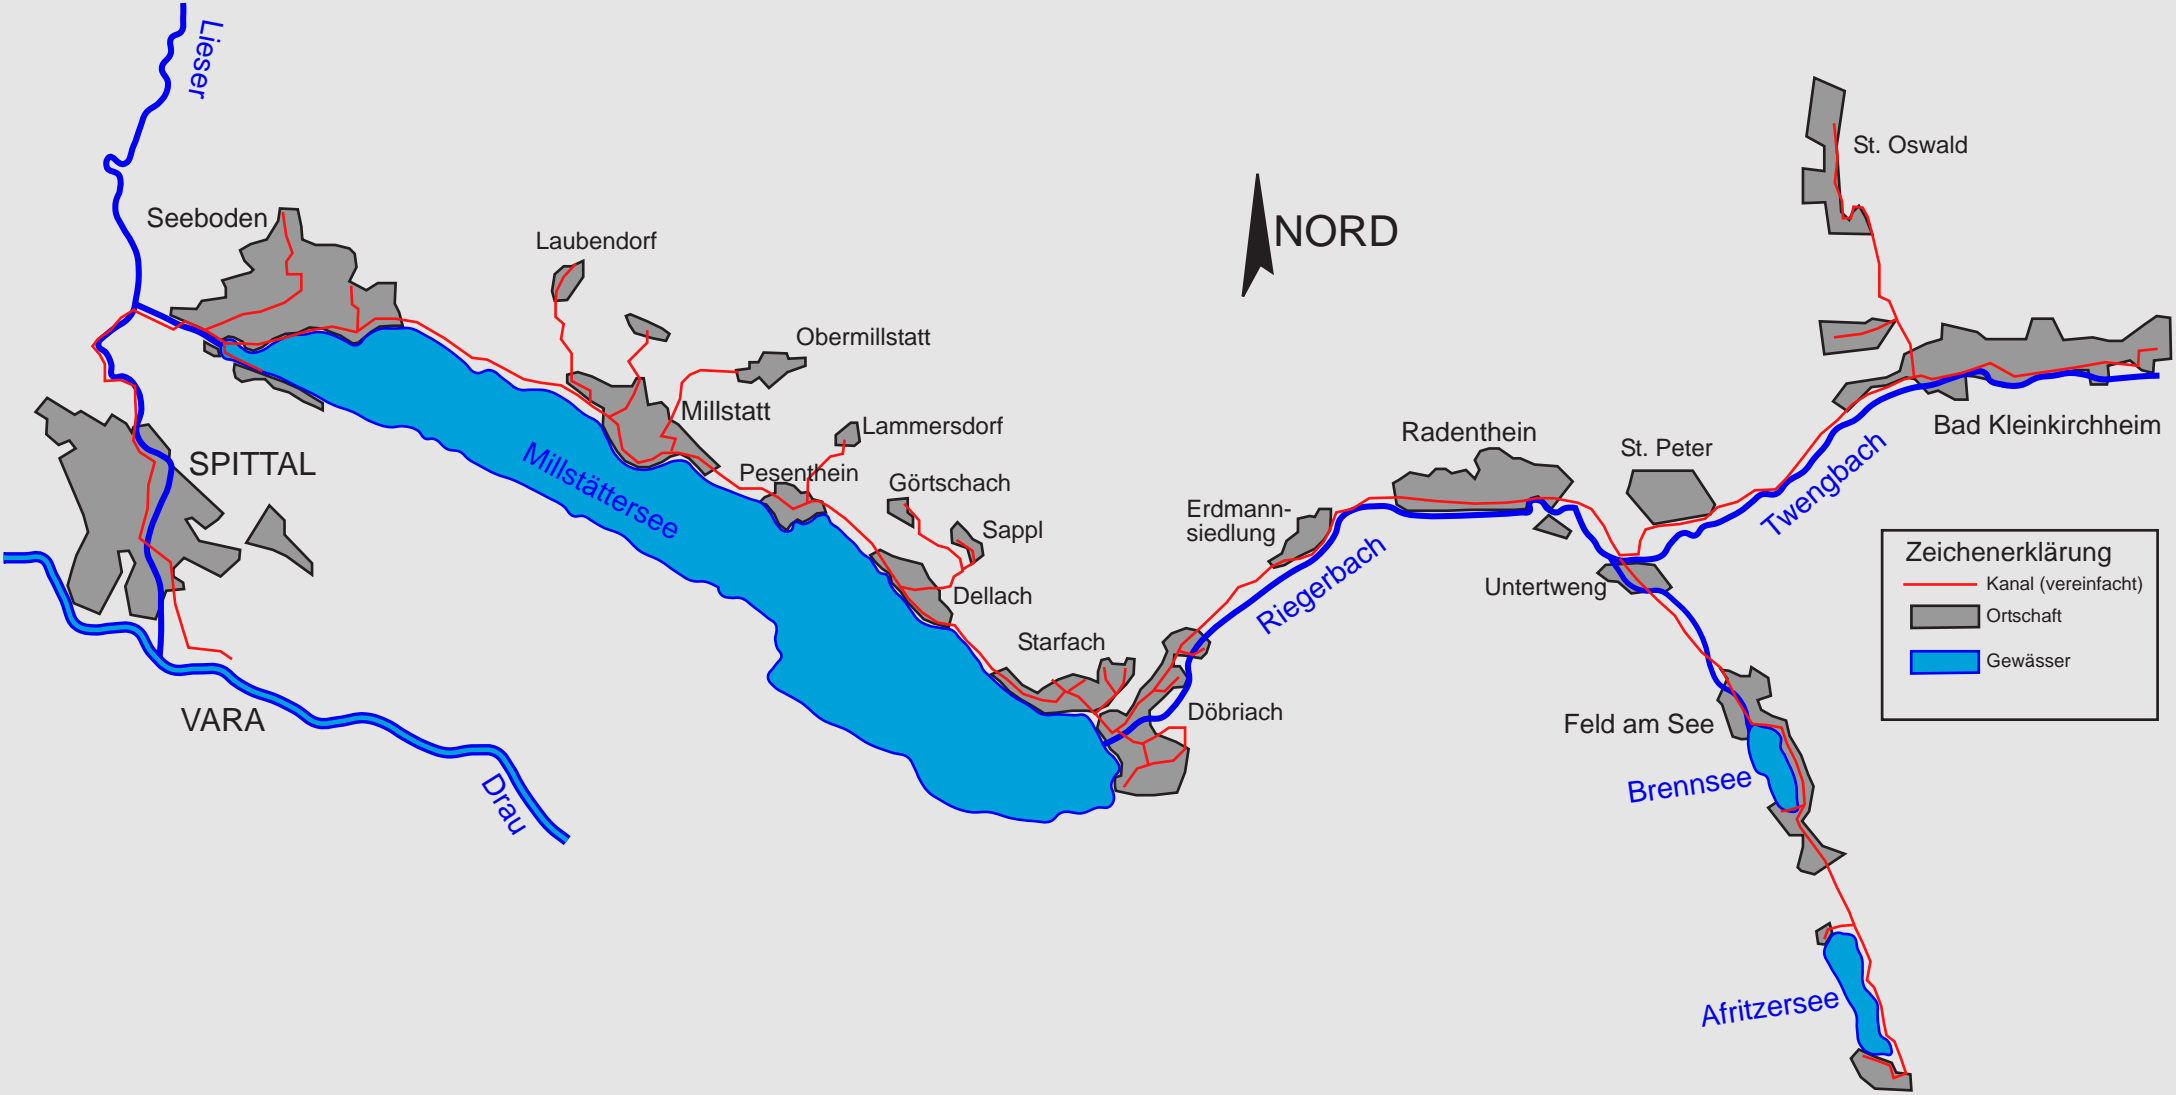 Lieser
Seeboden
Laubendorf
Obermillstatt
Millstatt
NORD
St. Oswald
Lammersdorf
SPITTAL
Millstättersee
Pesenthein
Görtschach
Sappl
Dellach
Erdmann-
siedlung
Radenthein
St. Peter
Bad Kleinkirchheim
Twengbach
Riegerbach
Untertweng
Starfach
Döbriach
VARA
Drau
Feld am See
Brennsee
Afritzersee
Zeichenerklärung
Kanal (vereinfacht)
Ortschaft
Gewässer